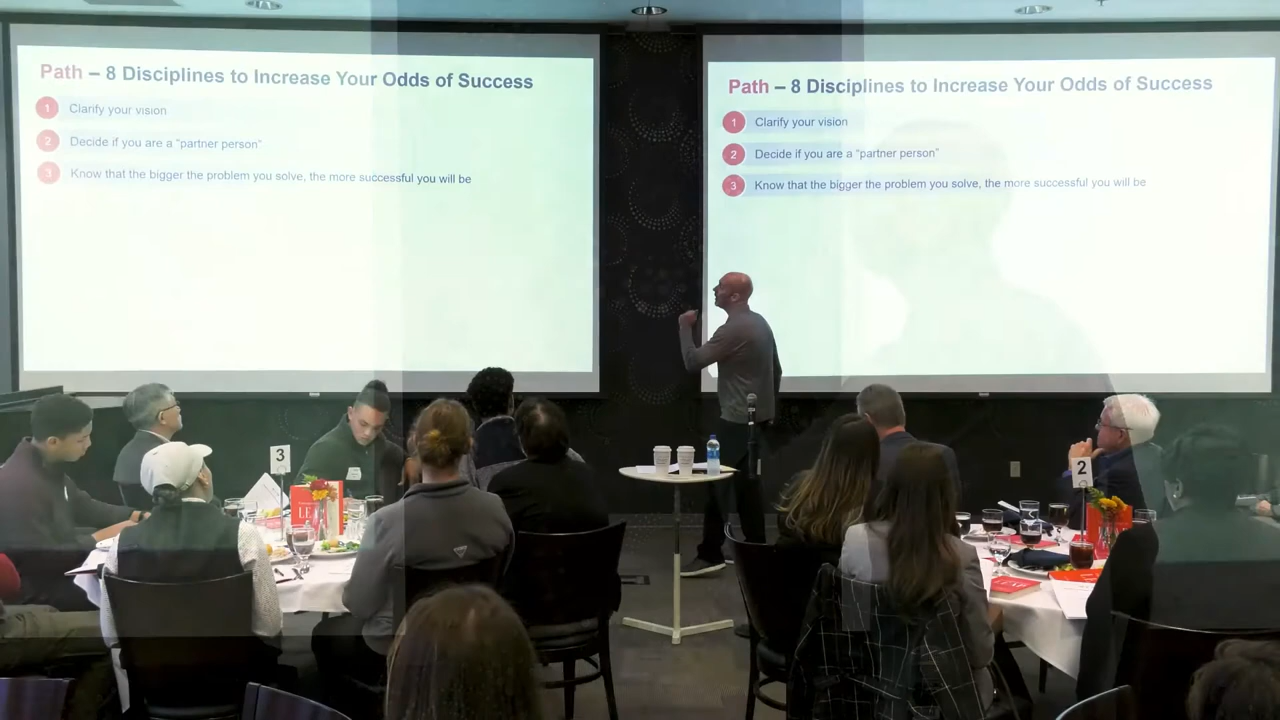 Path – 8 Disciplines to Increase Your Odds of Success
1 Clarify your vision
2 Decide if you are a "partner person"
3 Know that the bigger the problem you solve, the more successful you will be
Path – 8 Disciplines to Increase Your Odds of Success
1 Clarify your vision
2 Decide if you are a "partner person"
3 Know that the bigger the problem you solve, the more successful you will be
3
2
LEAP